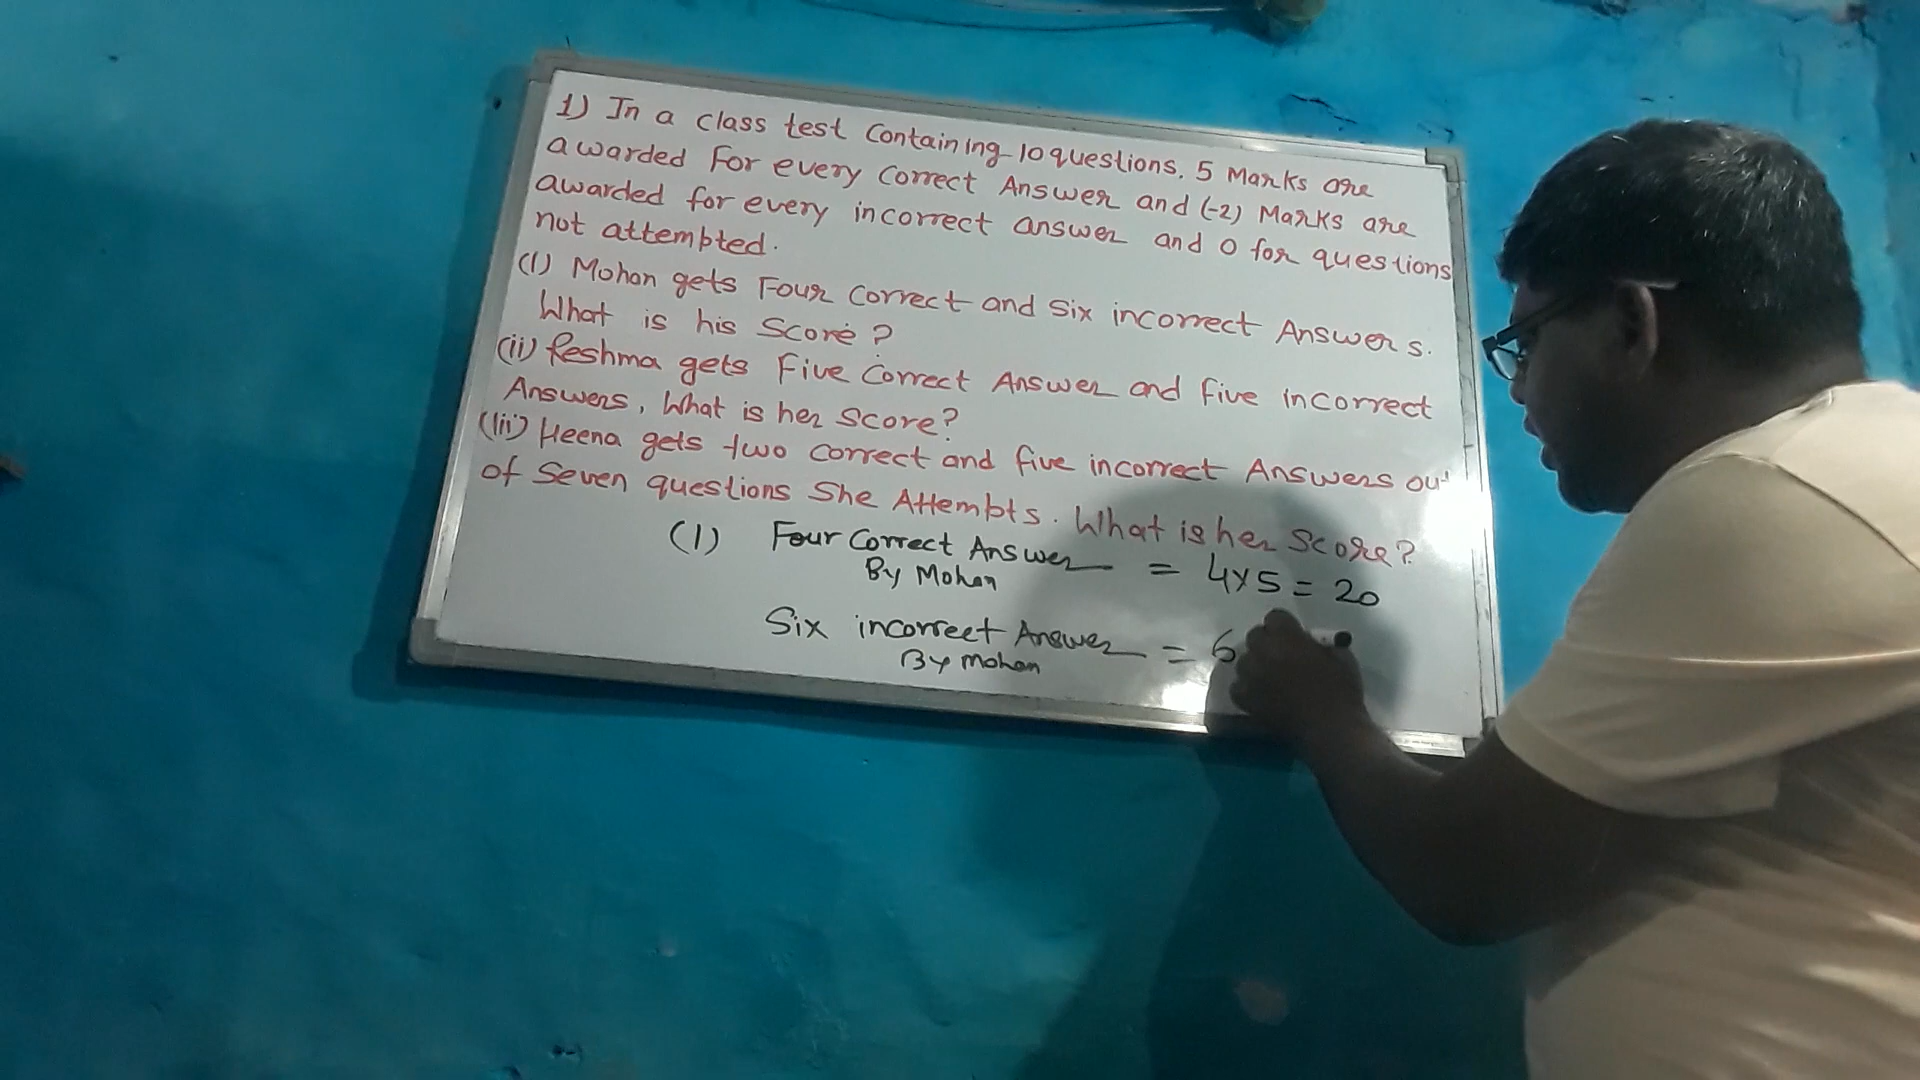 1) In a class test containing 10 questions. 5 Marks are
awarded For every correct Answer and (-2) Marks are
awarded for every incorrect answer and 0 for questions
not attempted.
(I) Mohan gets Four correct and six incorrect Answers.
What is his Score?
(ii) Reshma gets Five correct Answer and five incorrect
Answers, What is her score?
(iii) Heena gets two correct and five incorrect Answers out
of Seven questions She Attempts. What is her Score?
(I) Four Correct Answer = 4x5 = 20
By Mohan
Six incorrect Answer = 6
By Mohan